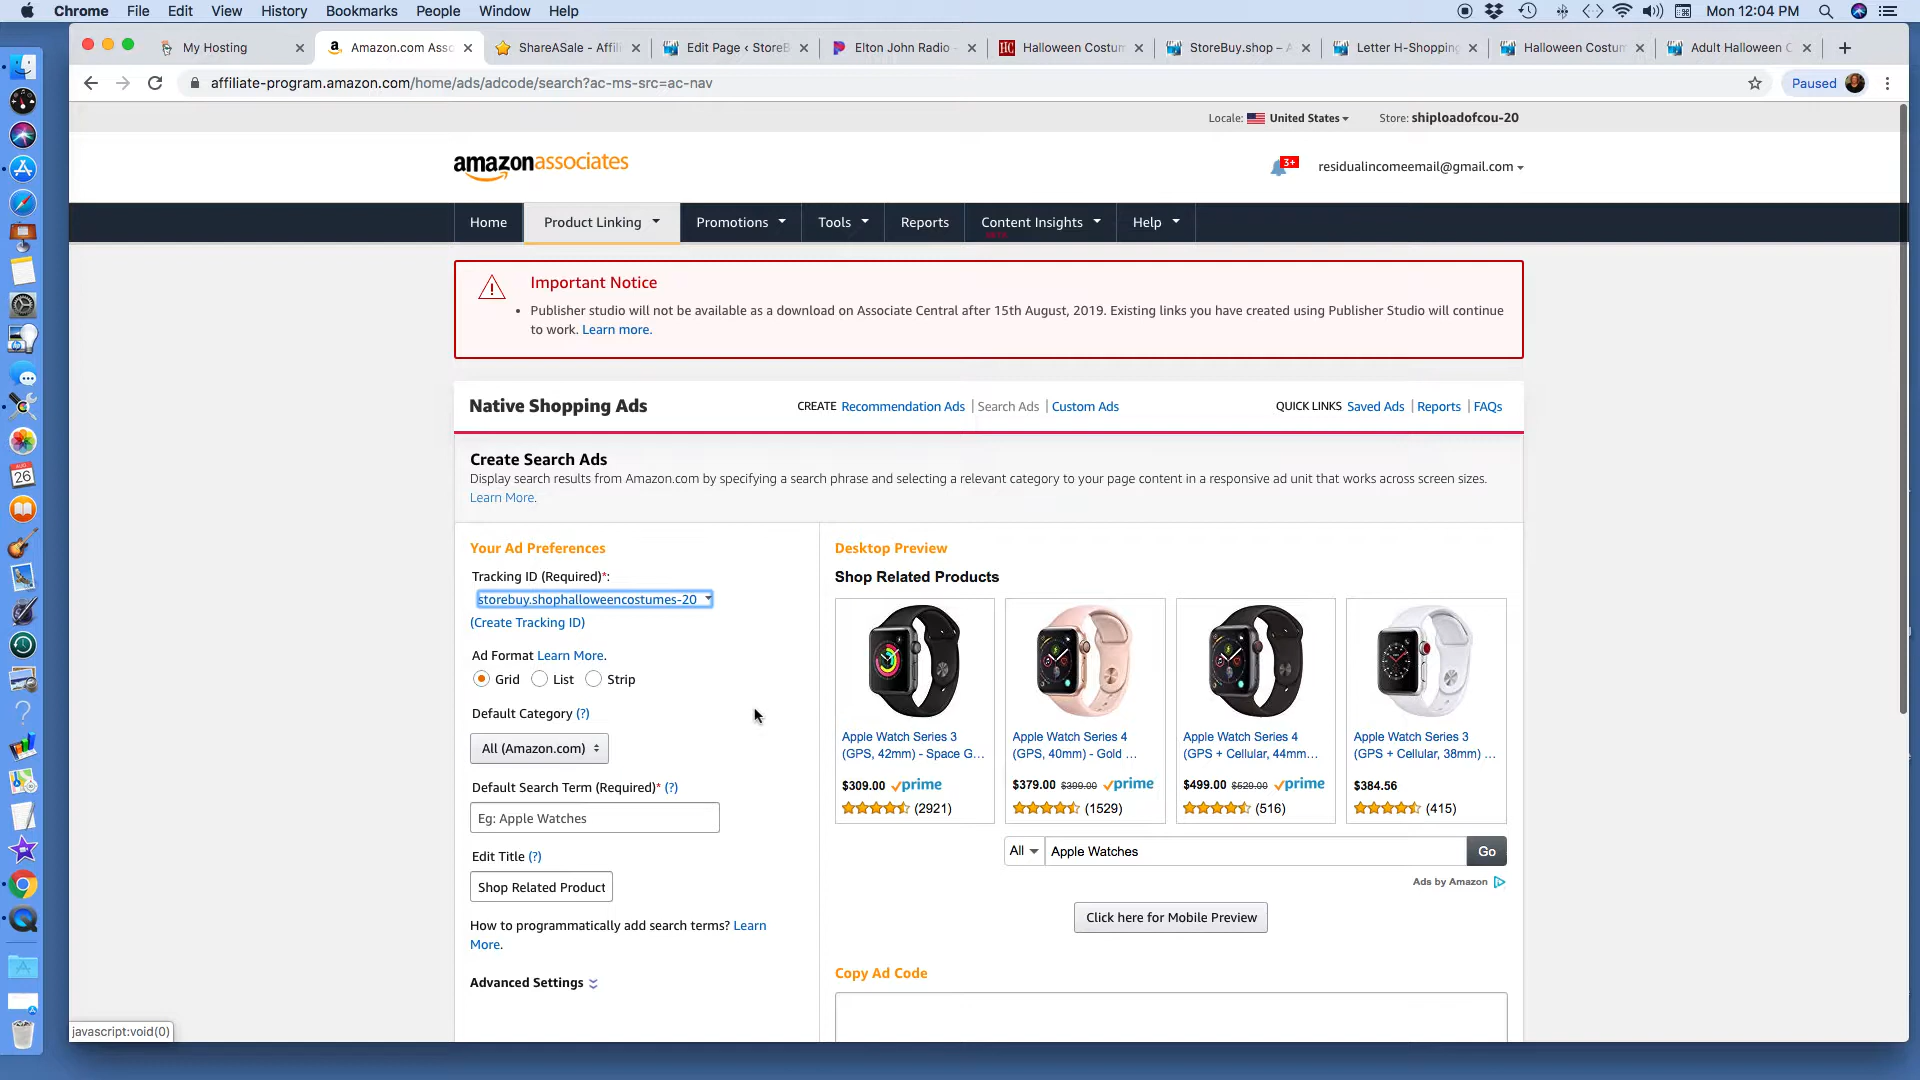 Chrome File Edit View History Bookmarks People Window Help Mon 12:04 PM
My Hosting
Amazon.com Asso
ShareASale - Affili
Edit Page ‹ StoreB
Elton John Radio -
HC Halloween Costum
StoreBuy.shop – A
Letter H-Shopping
Halloween Costum
Adult Halloween C
affiliate-program.amazon.com/home/ads/adcode/search?ac-ms-src=ac-nav
Paused
Locale: United States Store: shiploadofcou-20
amazonassociates
3+
residualincomeemail@gmail.com
Home Product Linking Promotions Tools Reports Content Insights Help
BETA
Important Notice
• Publisher studio will not be available as a download on Associate Central after 15th August, 2019. Existing links you have created using Publisher Studio will continue
to work. Learn more.
Native Shopping Ads CREATE Recommendation Ads | Search Ads | Custom Ads QUICK LINKS Saved Ads | Reports | FAQs
Create Search Ads
Display search results from Amazon.com by specifying a search phrase and selecting a relevant category to your page content in a responsive ad unit that works across screen sizes.
Learn More.
Your Ad Preferences
Tracking ID (Required)*:
storebuy.shophalloweencostumes-20
(Create Tracking ID)
Ad Format Learn More.
Grid List Strip
Default Category (?)
All (Amazon.com)
Default Search Term (Required)* (?)
Eg: Apple Watches
Edit Title (?)
Shop Related Product
How to programmatically add search terms? Learn
More.
Advanced Settings
Desktop Preview
Shop Related Products
Apple Watch Series 3
(GPS, 42mm) - Space G...
$309.00 prime
(2921)
Apple Watch Series 4
(GPS, 40mm) - Gold ...
$379.00 $399.00 prime
(1529)
Apple Watch Series 4
(GPS + Cellular, 44mm...
$499.00 $529.00 prime
(516)
Apple Watch Series 3
(GPS + Cellular, 38mm) ...
$384.56
(415)
All Apple Watches Go
Ads by Amazon
Click here for Mobile Preview
Copy Ad Code
AUG
26
javascript:void(0)